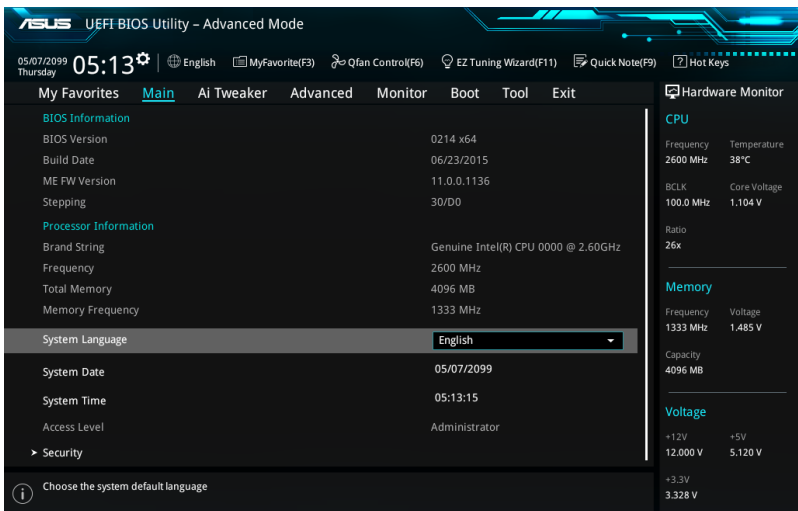 ASUS UEFI BIOS Utility – Advanced Mode
05/07/2099
Thursday
05:13
English MyFavorite(F3) Qfan Control(F6) EZ Tuning Wizard(F11) Quick Note(F9) ? Hot Keys
My Favorites Main Ai Tweaker Advanced Monitor Boot Tool Exit
BIOS Information
BIOS Version 0214 x64
Build Date 06/23/2015
ME FW Version 11.0.0.1136
Stepping 30/D0
Processor Information
Brand String Genuine Intel(R) CPU 0000 @ 2.60GHz
Frequency 2600 MHz
Total Memory 4096 MB
Memory Frequency 1333 MHz
System Language English
System Date 05/07/2099
System Time 05:13:15
Access Level Administrator
> Security
i Choose the system default language
Hardware Monitor
CPU
Frequency Temperature
2600 MHz 38°C
BCLK Core Voltage
100.0 MHz 1.104 V
Ratio
26x
Memory
Frequency Voltage
1333 MHz 1.485 V
Capacity
4096 MB
Voltage
+12V +5V
12.000 V 5.120 V
+3.3V
3.328 V